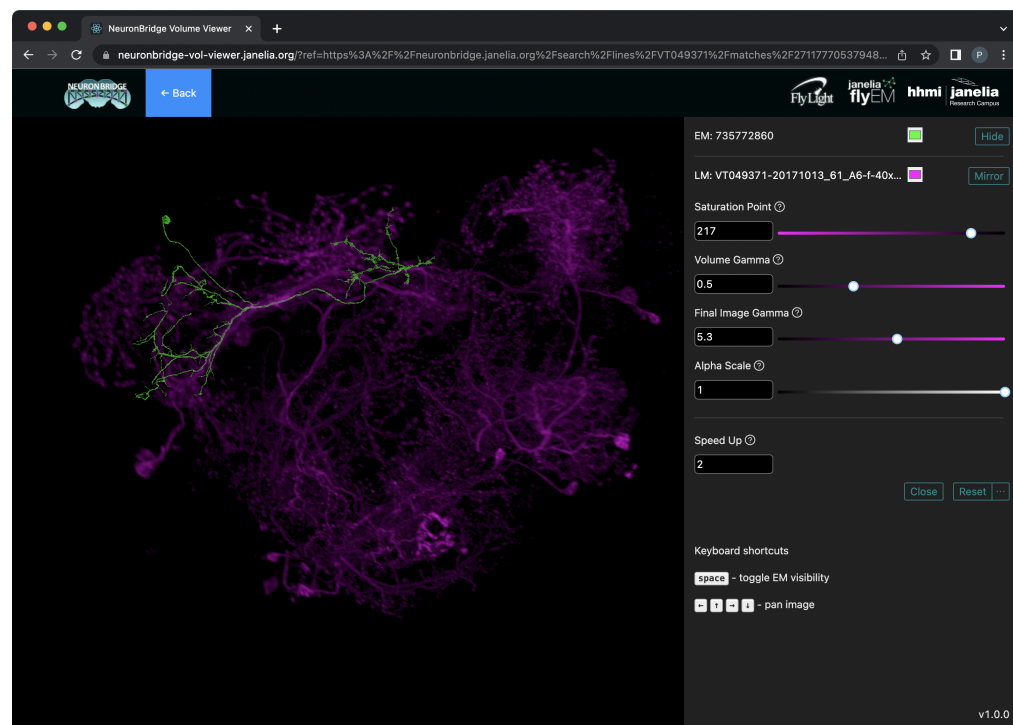 NeuronBridge Volume Viewer
neuronbridge-vol-viewer.janelia.org/?ref=https%3A%2F%2Fneuronbridge.janelia.org%2Fsearch%2Flines%2FVT049371%2Fmatches%2F27117770537948...
P
NEURONBRIDGE
← Back
FlyLight
janelia
flyEM
hhmi
janelia
Research Campus
EM: 735772860
Hide
LM: VT049371-20171013_61_A6-f-40x...
Mirror
Saturation Point
217
Volume Gamma
0.5
Final Image Gamma
5.3
Alpha Scale
1
Speed Up
2
Close
Reset
...
Keyboard shortcuts
space - toggle EM visibility
← ↑ → ↓ - pan image
v1.0.0